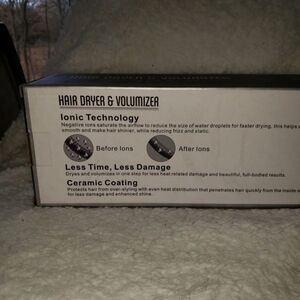 HAIR DRYER & VOLUMIZER
HAIR DRYER & VOLUMIZER
Ionic Technology
Negative ions saturate the airflow to reduce the size of water droplets for faster drying, this helps
smooth and make hair shinier, while reducing frizz and static.
Before Ions
After Ions
Less Time, Less Damage
Dryes and volumizes in one step for less heat related damage and beautiful, full-bodied results.
Ceramic Coating
Protects hair from over-styling with even heat distribution that penetrates hair quickly from the inside
for less damage and enhanced shine.